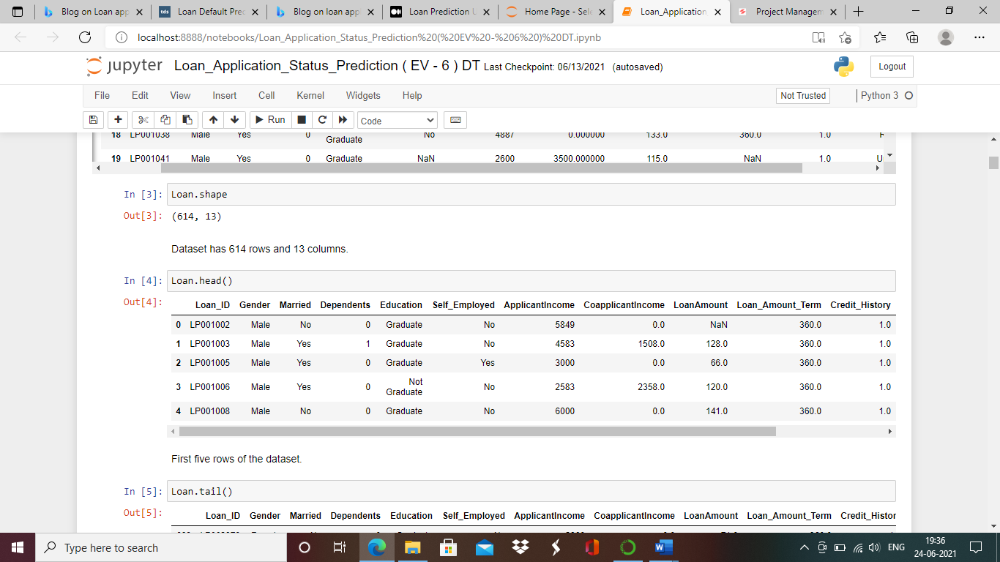 Blog on Loan app
Loan Default Pred
Blog on loan app
Loan Prediction U
Home Page - Sele
Loan_Application
Project Managem
localhost:8888/notebooks/Loan_Application_Status_Prediction%20(%20EV%20-%206%20)%20DT.ipynb
jupyter Loan_Application_Status_Prediction ( EV - 6 ) DT Last Checkpoint: 06/13/2021 (autosaved)
Logout
File Edit View Insert Cell Kernel Widgets Help
Not Trusted
Python 3
Run
Code
18 LP001038 Male Yes 0 Graduate No 4887 0.000000 133.0 360.0 1.0
19 LP001041 Male Yes 0 Graduate NaN 2600 3500.000000 115.0 NaN 1.0 U
In [3]: Loan.shape
Out[3]: (614, 13)
Dataset has 614 rows and 13 columns.
In [4]: Loan.head()
Out[4]:
Loan_ID Gender Married Dependents Education Self_Employed ApplicantIncome CoapplicantIncome LoanAmount Loan_Amount_Term Credit_History
0 LP001002 Male No 0 Graduate No 5849 0.0 NaN 360.0 1.0
1 LP001003 Male Yes 1 Graduate No 4583 1508.0 128.0 360.0 1.0
2 LP001005 Male Yes 0 Graduate Yes 3000 0.0 66.0 360.0 1.0
3 LP001006 Male Yes 0 Not Graduate No 2583 2358.0 120.0 360.0 1.0
4 LP001008 Male No 0 Graduate No 6000 0.0 141.0 360.0 1.0
First five rows of the dataset.
In [5]: Loan.tail()
Out[5]:
Loan_ID Gender Married Dependents Education Self_Employed ApplicantIncome CoapplicantIncome LoanAmount Loan_Amount_Term Credit_Histor
Type here to search
ENG
19:36
24-06-2021